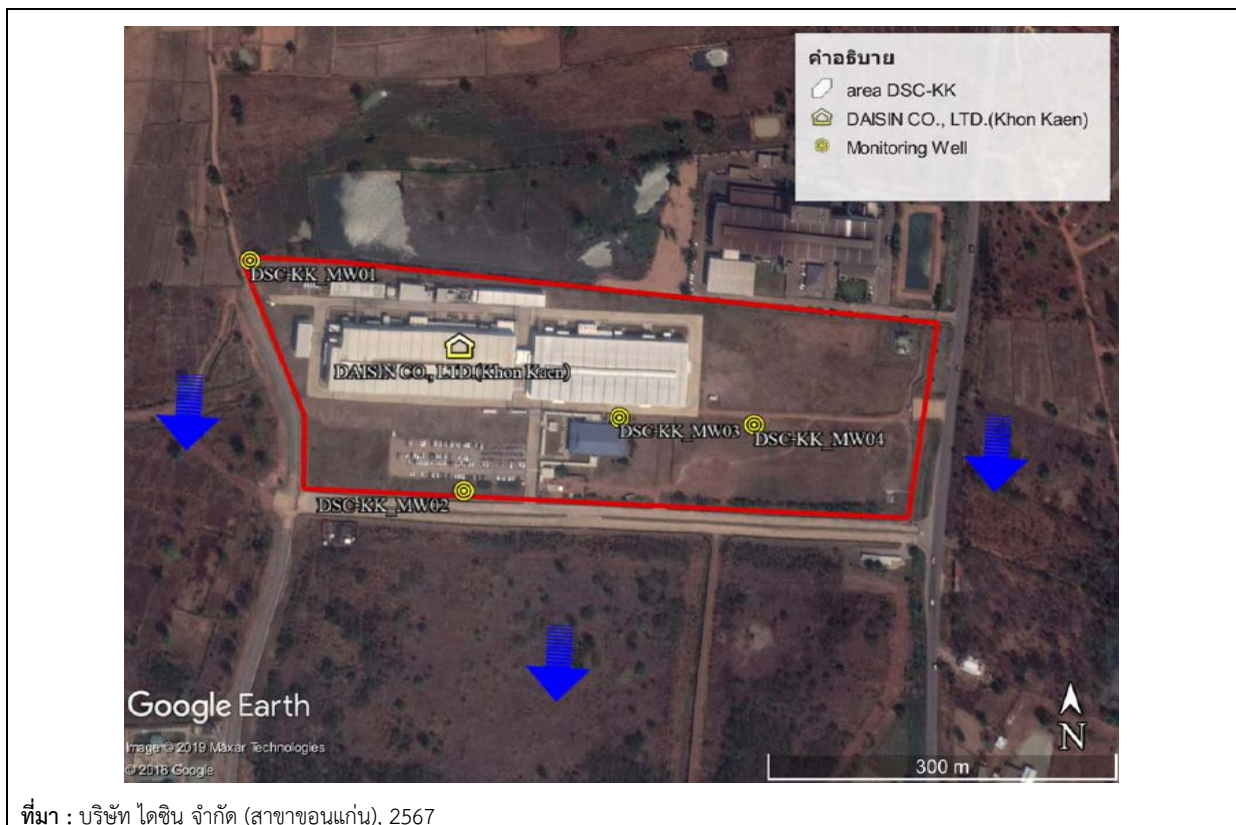 คำอธิบาย
area DSC-KK
DAISIN CO., LTD.(Khon Kaen)
Monitoring Well
DSC-KK_MW01
DAISIN CO., LTD.(Khon Kaen)
DSC-KK_MW03
DSC-KK_MW04
DSC-KK_MW02
Google Earth
N
Image © 2019 Maxar Technologies
© 2018 Google
300 m
ที่มา : บริษัท ไดซิน จำกัด (สาขาขอนแก่น), 2567